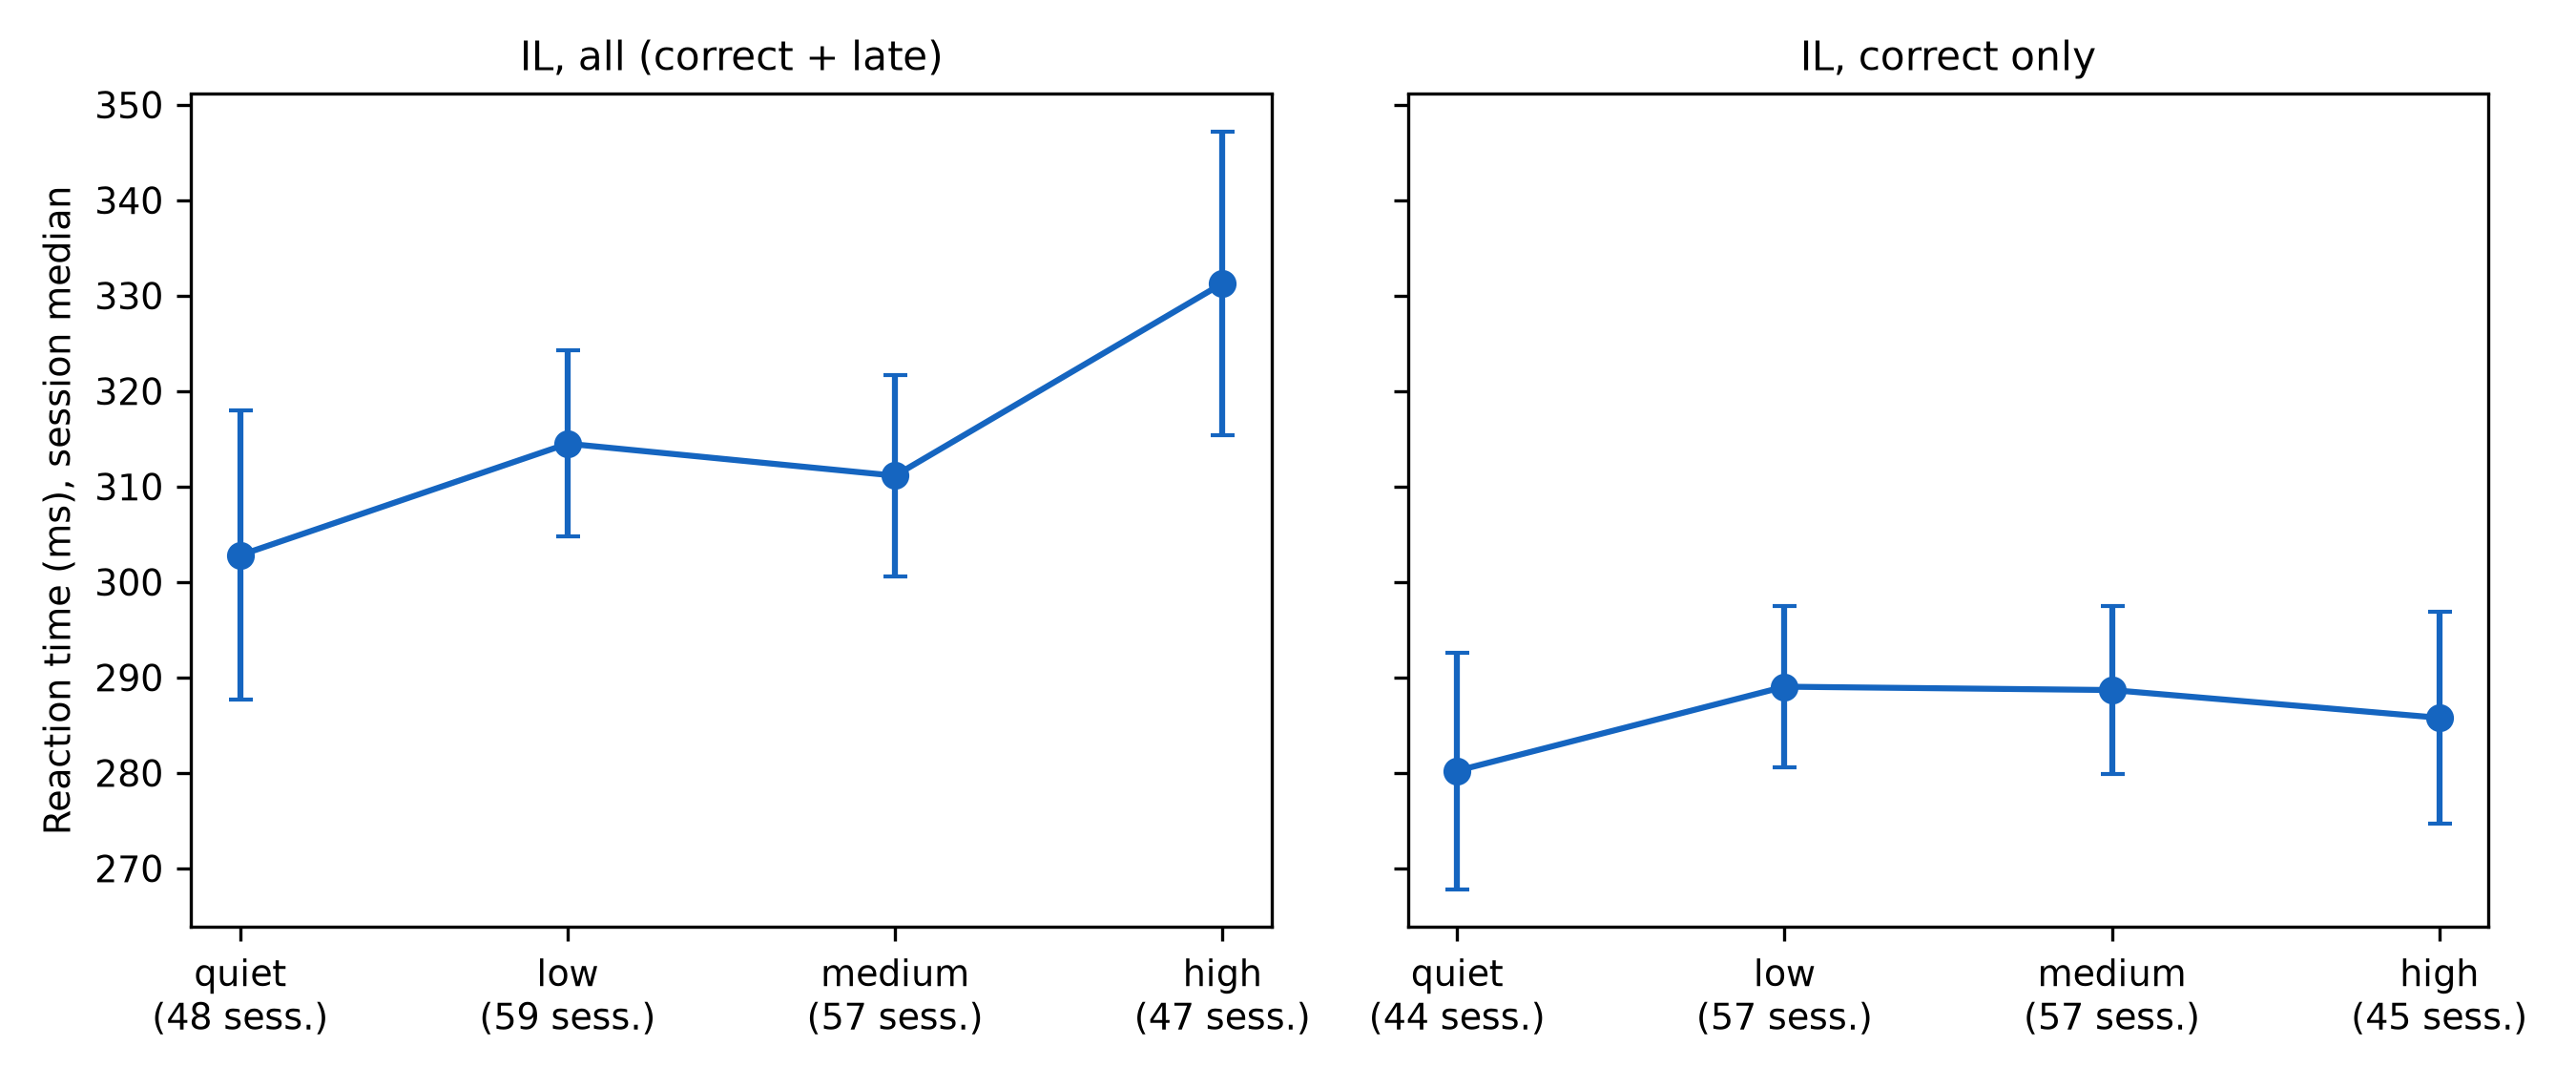 IL, all (correct + late)
Reaction time (ms), session median
350
340
330
320
310
300
290
280
270
quiet
(48 sess.)
low
(59 sess.)
medium
(57 sess.)
high
(47 sess.)
IL, correct only
quiet
(44 sess.)
low
(57 sess.)
medium
(57 sess.)
high
(45 sess.)